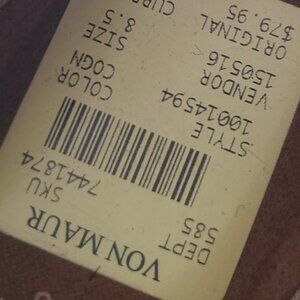 VON MAUR
DEPT SKU
585 7441874
STYLE COLOR
10014594 COGN
VENDOR SIZE
150516 8.5
ORIGINAL
$79.95